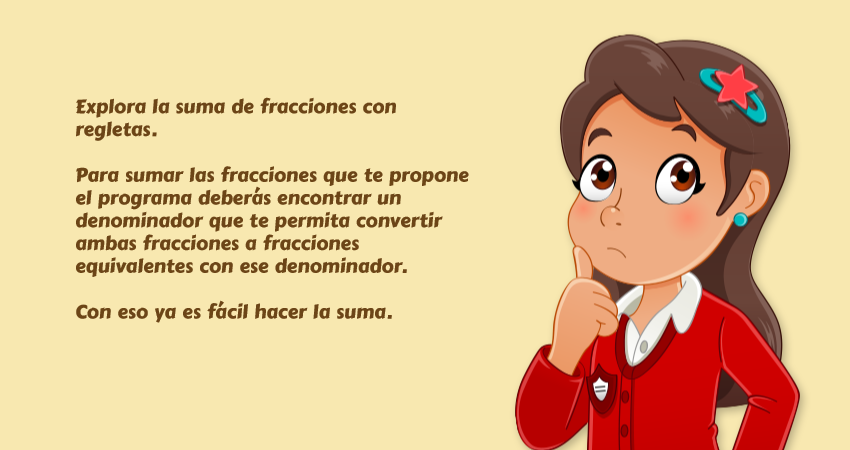 Explora la suma de fracciones con
regletas.
Para sumar las fracciones que te propone
el programa deberás encontrar un
denominador que te permita convertir
ambas fracciones a fracciones
equivalentes con ese denominador.
Con eso ya es fácil hacer la suma.